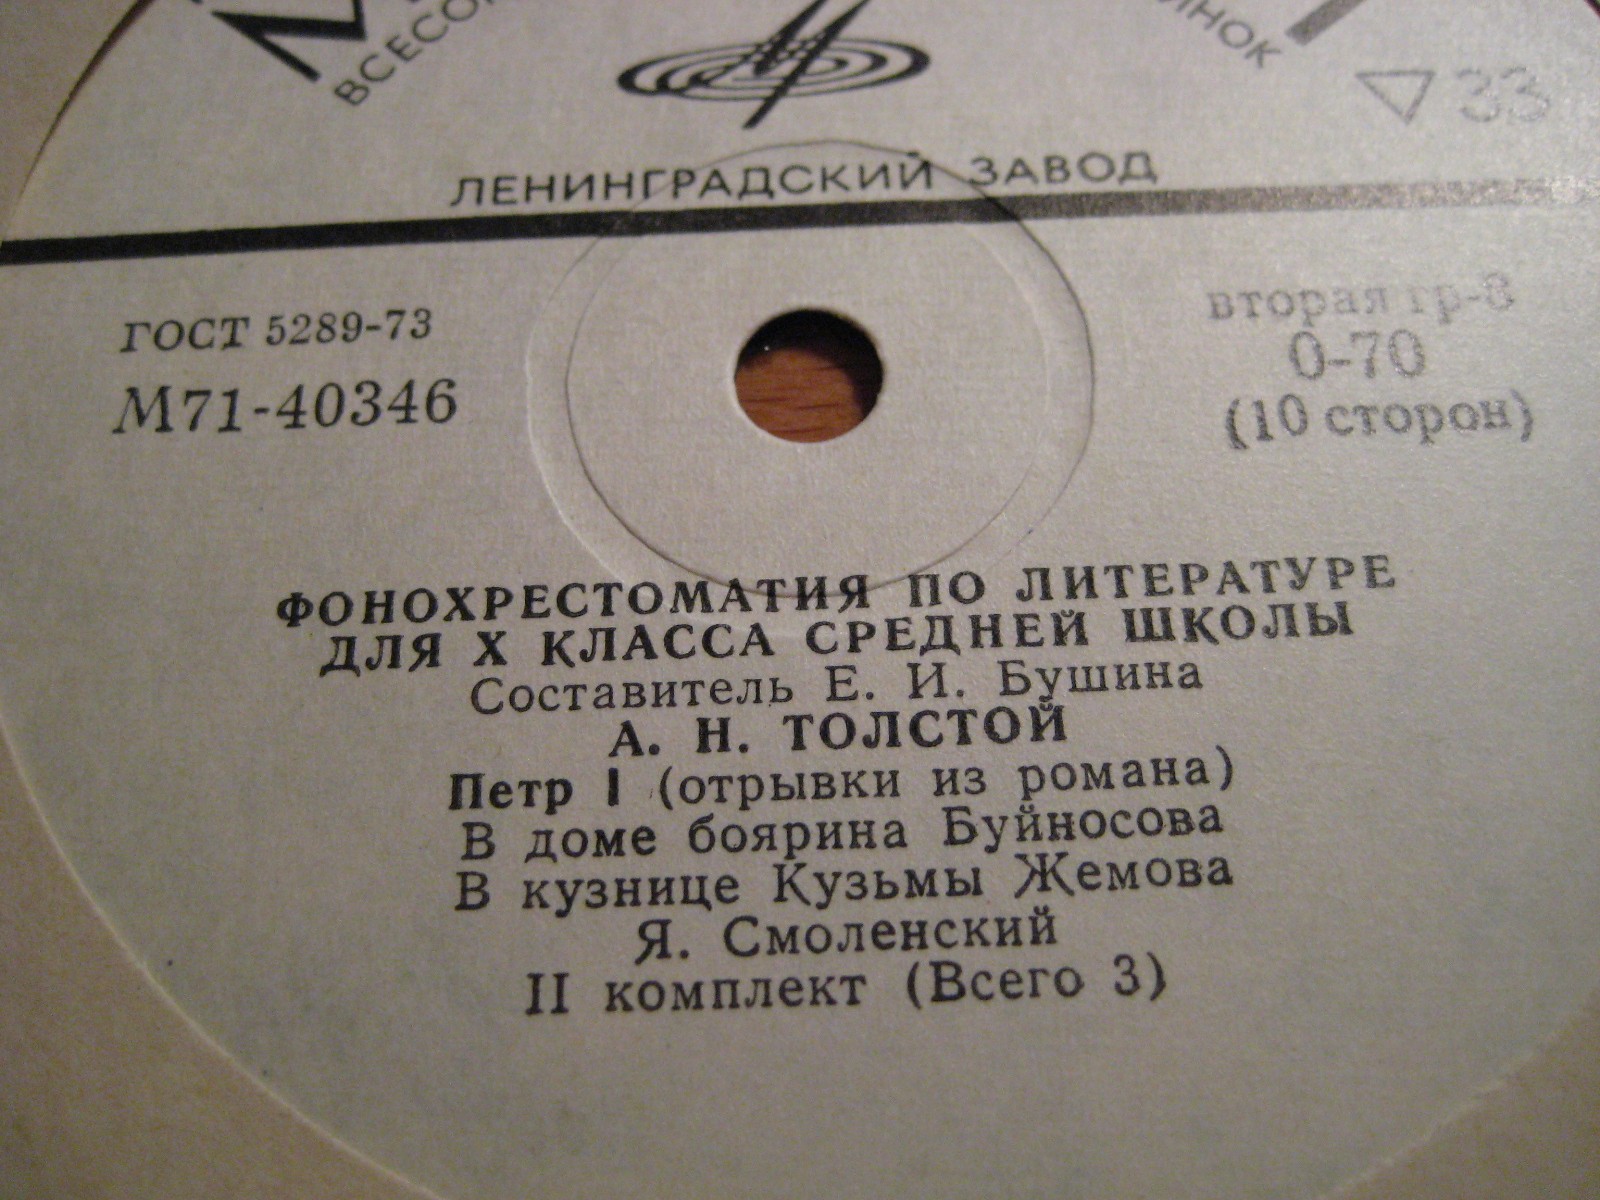 33
ЛЕНИНГРАДСКИЙ ЗАВОД
ГОСТ 5289-73
М71-40346
вторая гр-8
0-70
(10 сторон)
ФОНОХРЕСТОМАТИЯ ПО ЛИТЕРАТУРЕ
ДЛЯ X КЛАССА СРЕДНЕЙ ШКОЛЫ
Составитель Е. И. Бушина
А. Н. ТОЛСТОЙ
Петр I (отрывки из романа)
В доме боярина Буйносова
В кузнице Кузьмы Жемова
Я. Смоленский
II комплект (Всего 3)